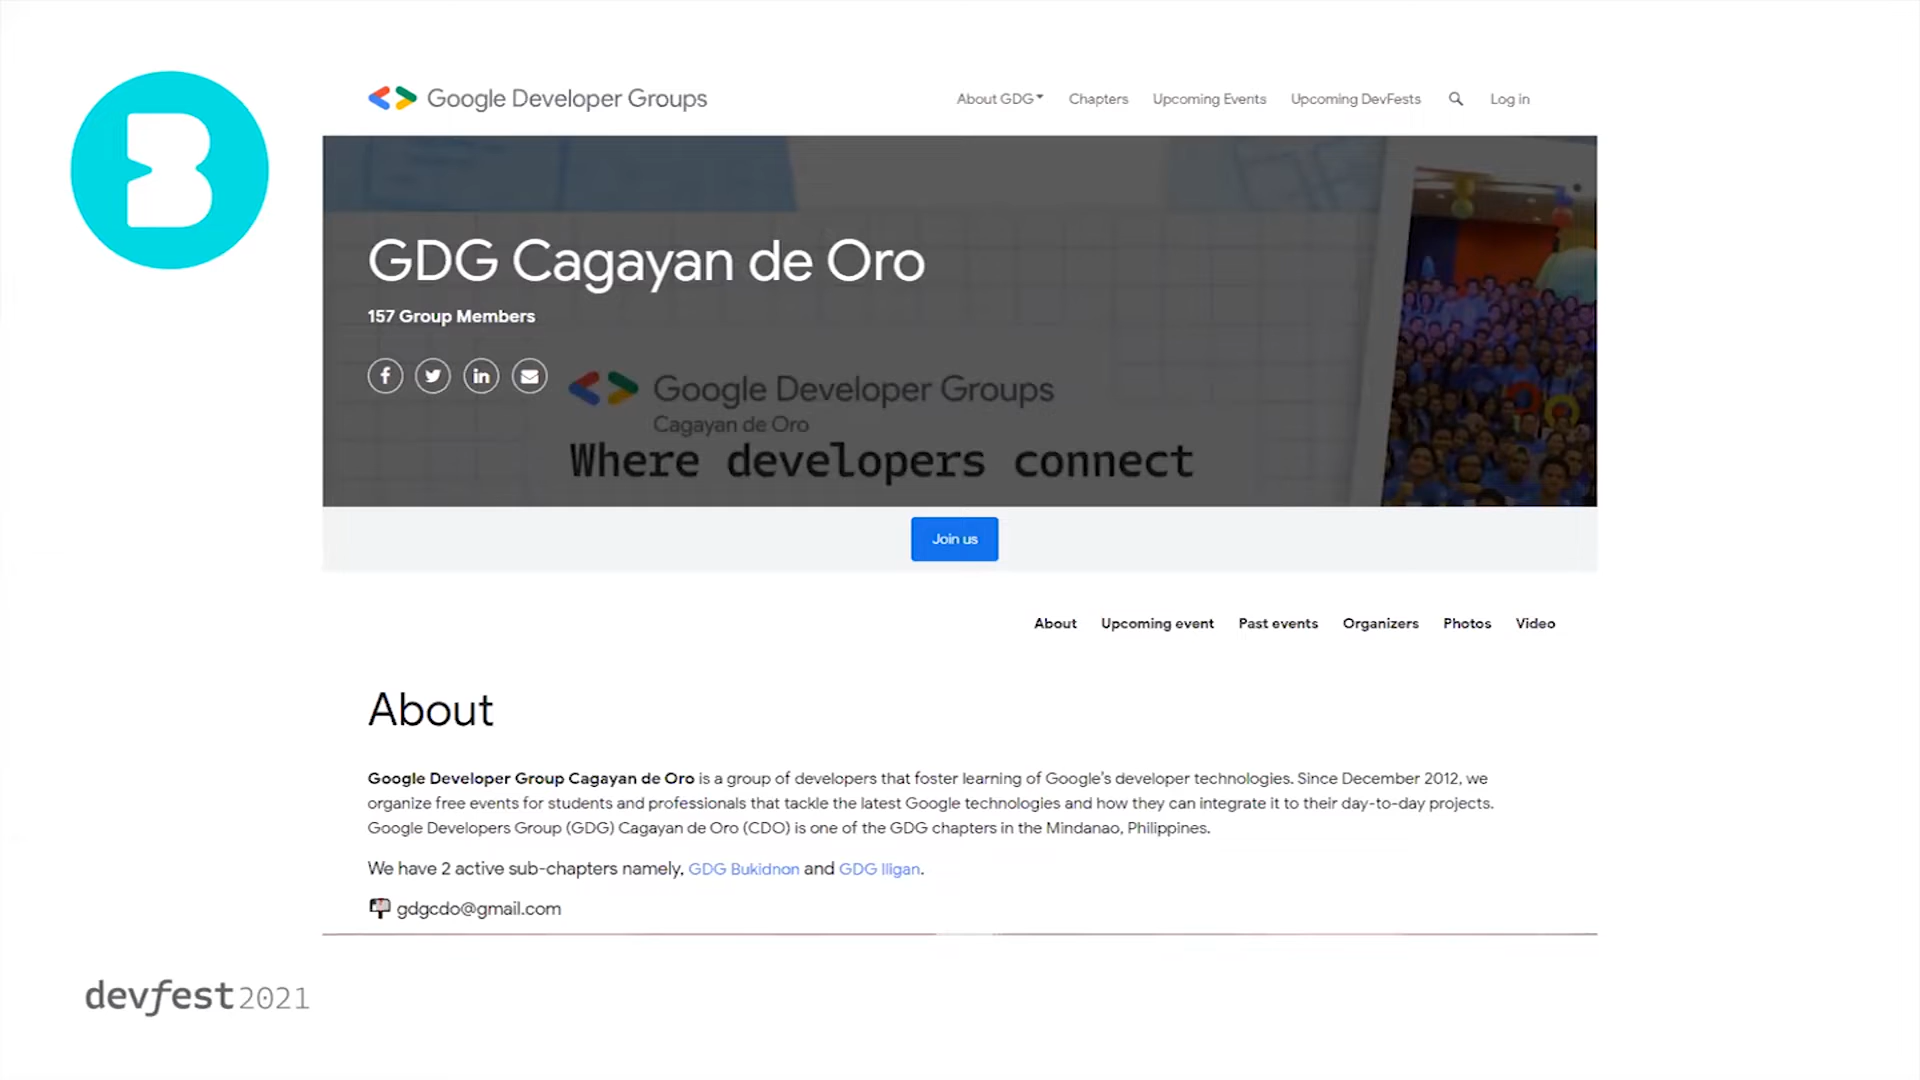 B
Google Developer Groups
About GDG Chapters Upcoming Events Upcoming DevFests Log in
GDG Cagayan de Oro
157 Group Members
Google Developer Groups
Cagayan de Oro
Where developers connect
Join us
About Upcoming event Past events Organizers Photos Video
About
Google Developer Group Cagayan de Oro is a group of developers that foster learning of Google's developer technologies. Since December 2012, we
organize free events for students and professionals that tackle the latest Google technologies and how they can integrate it to their day-to-day projects.
Google Developers Group (GDG) Cagayan de Oro (CDO) is one of the GDG chapters in the Mindanao, Philippines.
We have 2 active sub-chapters namely, GDG Bukidnon and GDG Iligan.
gdgcdo@gmail.com
devfest 2021